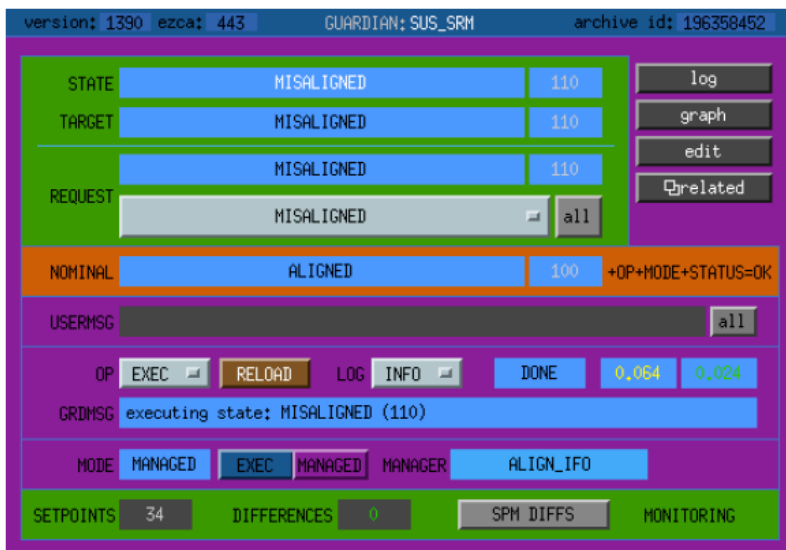 version: 1390 ezca: 443 GUARDIAN: SUS_SRM archive id: 196358452
STATE MISALIGNED 110 log
TARGET MISALIGNED 110 graph
edit
MISALIGNED 110
related
REQUEST
MISALIGNED all
NOMINAL ALIGNED 100 +OP+MODE+STATUS=OK
USERMSG all
OP EXEC RELOAD LOG INFO DONE 0.064 0.024
GRDMSG executing state: MISALIGNED (110)
MODE MANAGED EXEC MANAGED MANAGER ALIGN_IFO
SETPOINTS 34 DIFFERENCES 0 SPM DIFFS MONITORING